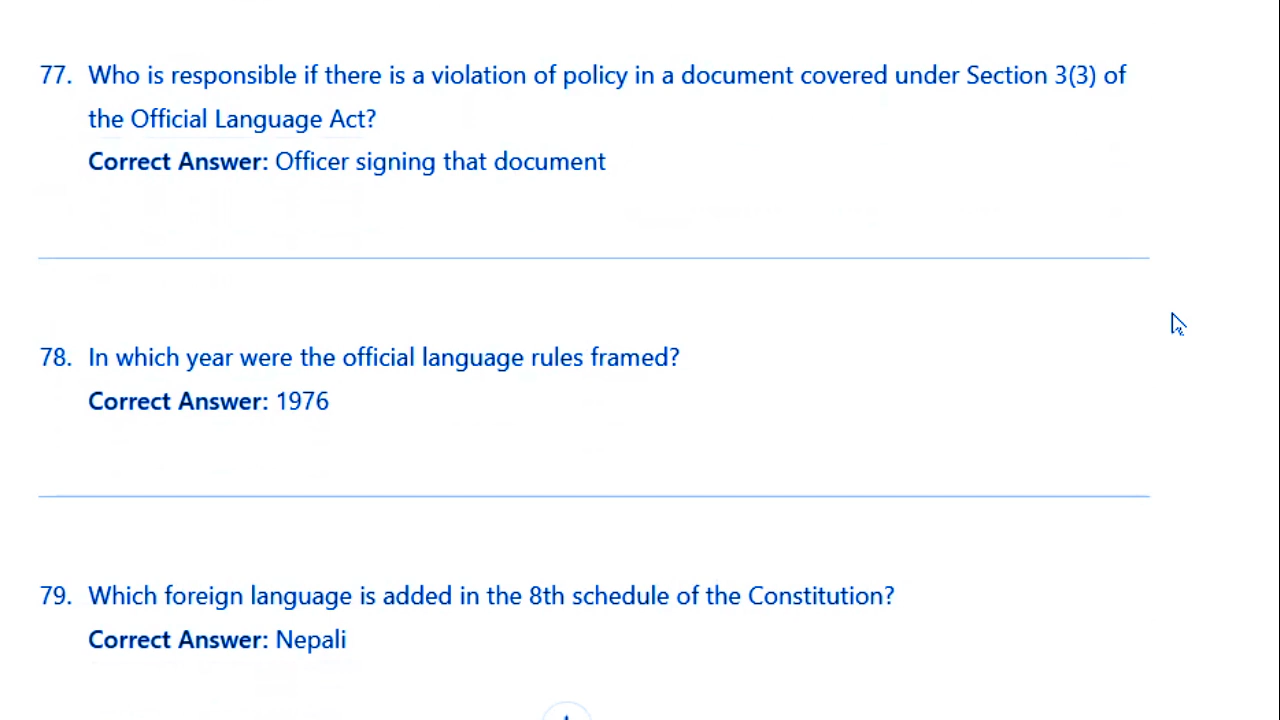 77. Who is responsible if there is a violation of policy in a document covered under Section 3(3) of
the Official Language Act?
Correct Answer: Officer signing that document
78. In which year were the official language rules framed?
Correct Answer: 1976
79. Which foreign language is added in the 8th schedule of the Constitution?
Correct Answer: Nepali